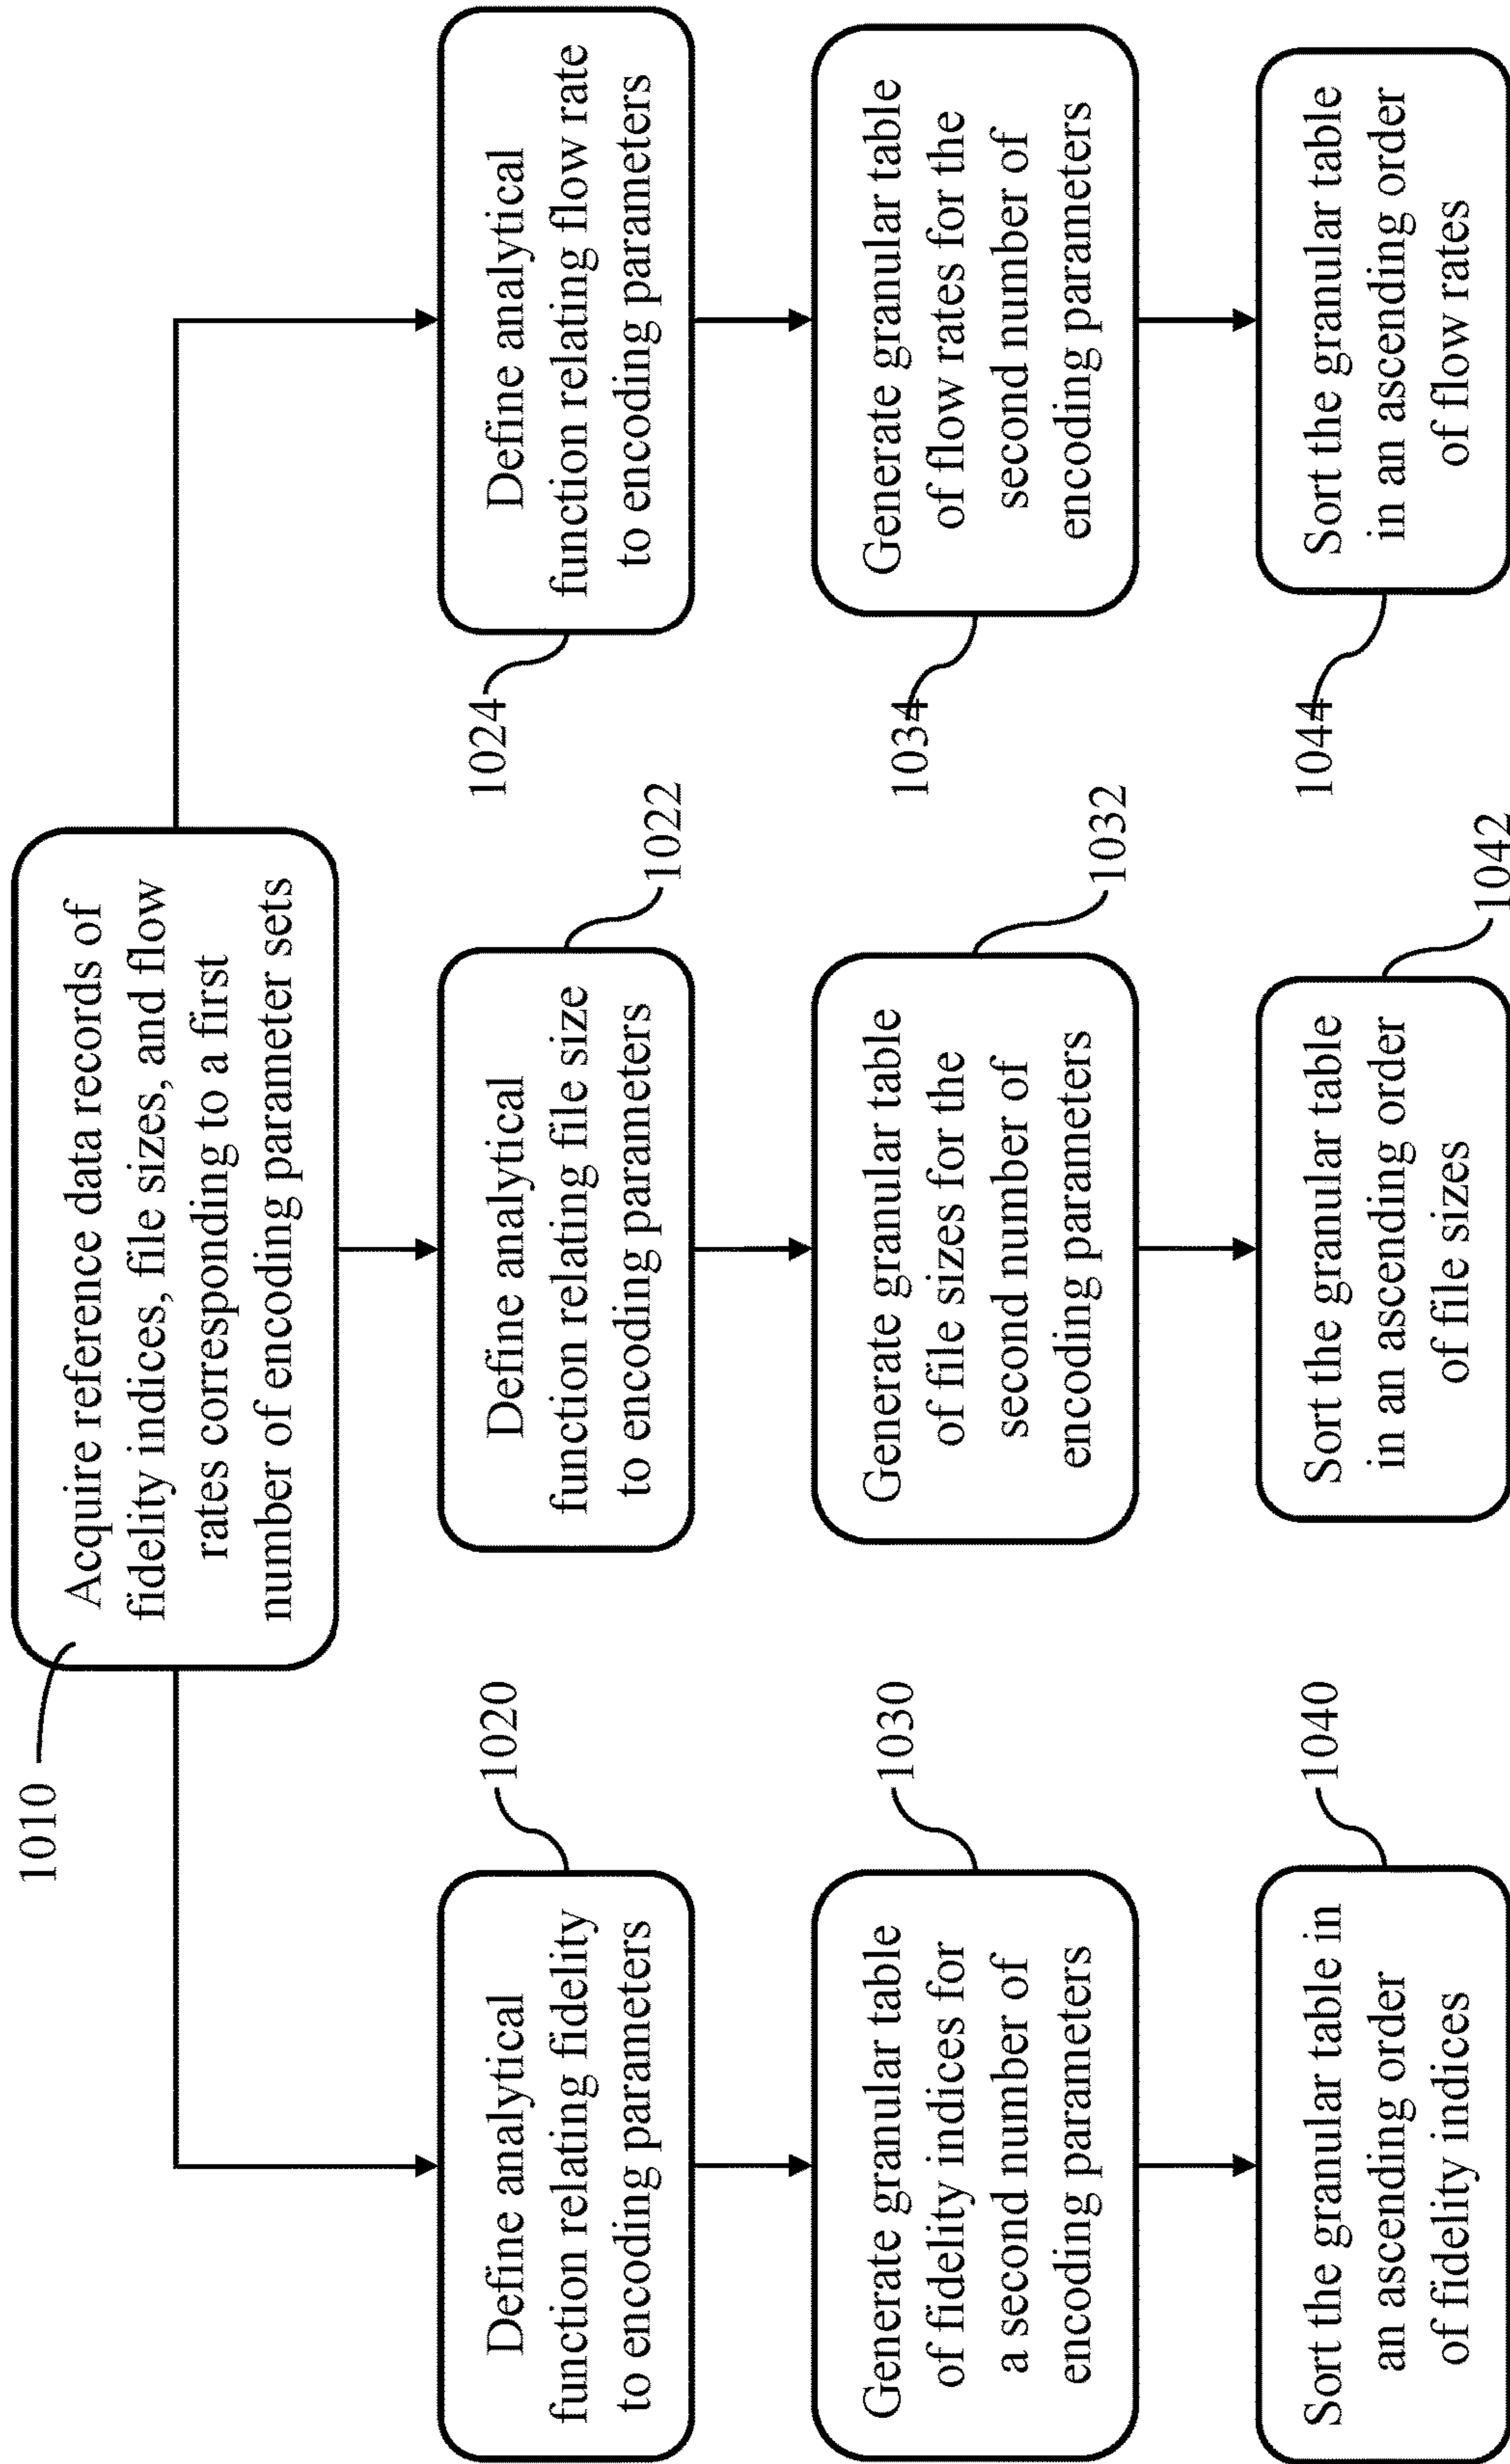 1010
Acquire reference data records of
fidelity indices, file sizes, and flow
rates corresponding to a first
number of encoding parameter sets
1020
Define analytical
function relating fidelity
to encoding parameters
1022
Define analytical
function relating file size
to encoding parameters
1024
Define analytical
function relating flow rate
to encoding parameters
1030
Generate granular table
of fidelity indices for
a second number of
encoding parameters
1032
Generate granular table
of file sizes for the
second number of
encoding parameters
1034
Generate granular table
of flow rates for the
second number of
encoding parameters
1040
Sort the granular table in
an ascending order
of fidelity indices
1042
Sort the granular table
in an ascending order
of file sizes
1044
Sort the granular table
in an ascending order
of flow rates